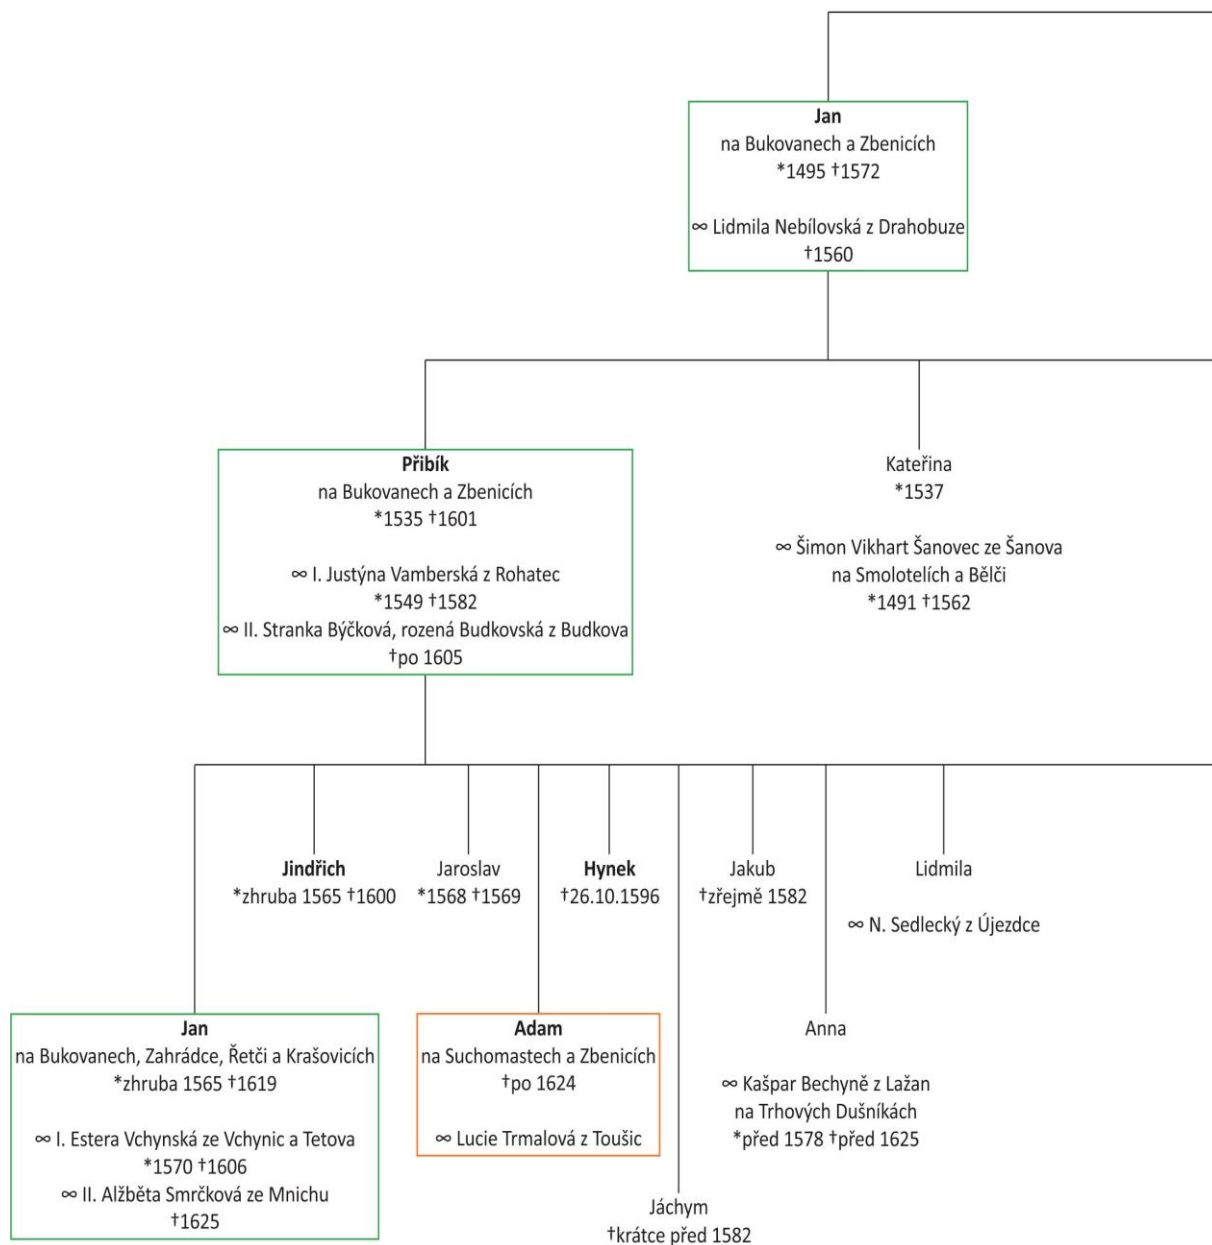 Jan
na Bukovanech a Zbenicích
*1495 †1572
∞ Lidmila Nebílovská z Drahobuze
†1560
Přibík
na Bukovanech a Zbenicích
*1535 †1601
∞ I. Justýna Vamberská z Rohatec
*1549 †1582
∞ II. Stranka Býčková, rozená Budkovská z Budkova
†po 1605
Kateřina
*1537
∞ Šimon Vikhart Šanovec ze Šanova
na Smolotelích a Bělči
*1491 †1562
Jindřich
*zhruba 1565 †1600
Jaroslav
*1568 †1569
Hynek
†26.10.1596
Jakub
†zřejmě 1582
Lidmila
∞ N. Sedlecký z Újezdce
Jan
na Bukovanech, Zahrádce, Řetči a Krašovicích
*zhruba 1565 †1619
∞ I. Estera Vchynská ze Vchynic a Tetova
*1570 †1606
∞ II. Alžběta Smrčková ze Mnichu
†1625
Adam
na Suchomastech a Zbenicích
†po 1624
∞ Lucie Trmalová z Toušic
Anna
∞ Kašpar Bechyně z Lažan
na Trhových Dušníkách
*před 1578 †před 1625
Jáchym
†krátce před 1582